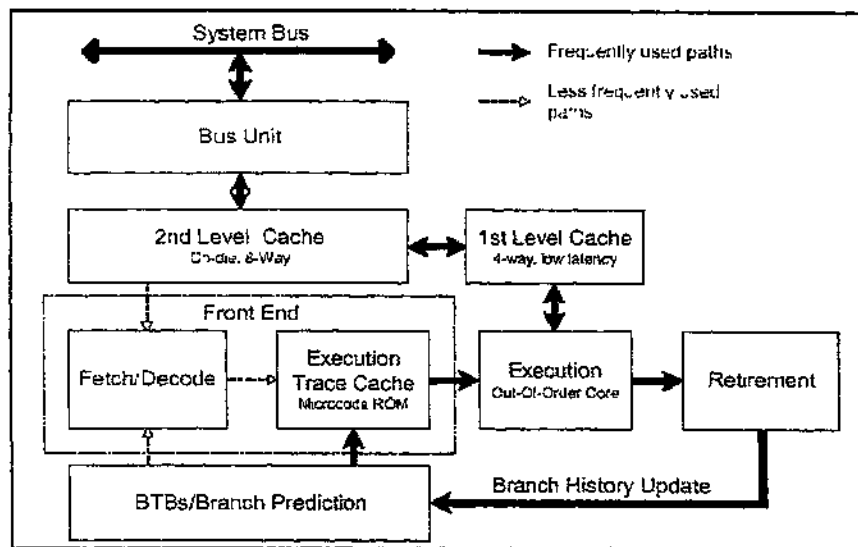 System Bus
Frequently used paths
Less frequently used
paths
Bus Unit
2nd Level Cache
On-die, 8-Way
1st Level Cache
4-way, low latency
Front End
Fetch/Decode
Execution
Trace Cache
Microcode ROM
Execution
Out-Of-Order Core
Retirement
BTBs/Branch Prediction
Branch History Update